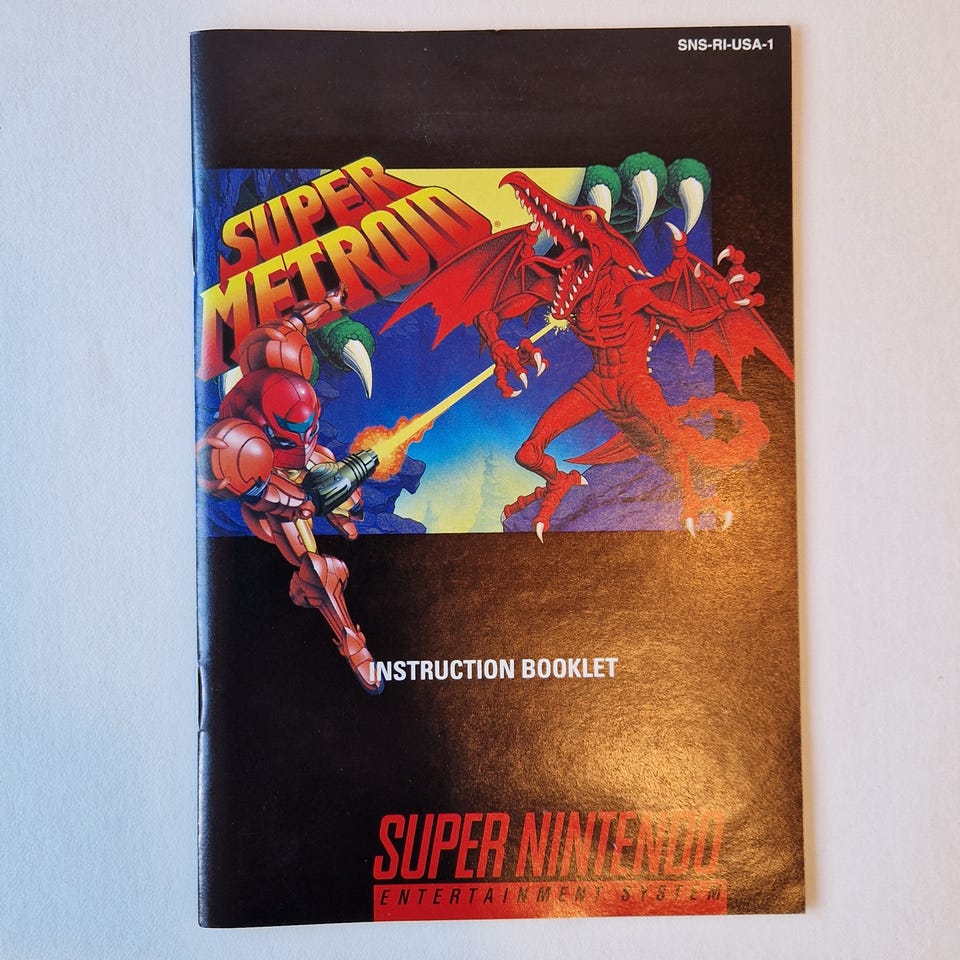 SNS-RI-USA-1
SUPER
METROID
INSTRUCTION BOOKLET
SUPER NINTENDO
ENTERTAINMENT SYSTEM